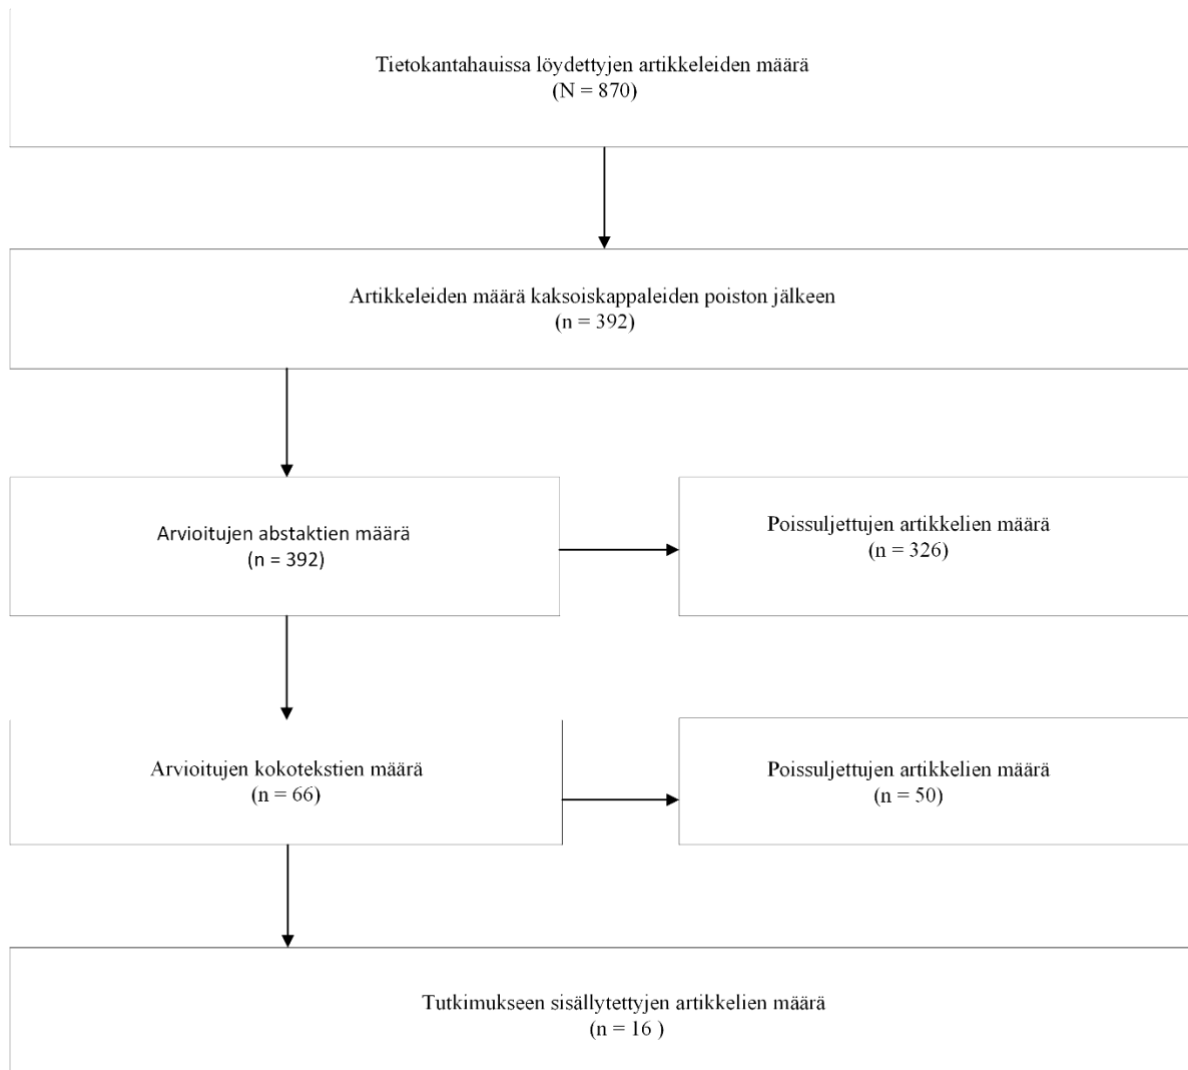 Tietokantahauissa löydettyjen artikkeleiden määrä
(N = 870)
Artikkeleiden määrä kaksoiskappaleiden poiston jälkeen
(n = 392)
Arvioitujen abstaktien määrä
(n = 392)
Poissuljettujen artikkelien määrä
(n = 326)
Arvioitujen kokotekstien määrä
(n = 66)
Poissuljettujen artikkelien määrä
(n = 50)
Tutkimukseen sisällytettyjen artikkelien määrä
(n = 16 )